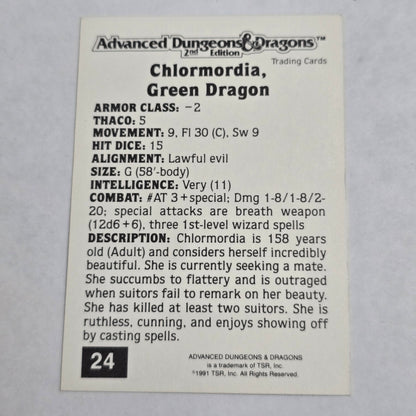 Advanced Dungeons & Dragons™
2nd Edition
Trading Cards
Chlormordia,
Green Dragon
ARMOR CLASS: −2
THACO: 5
MOVEMENT: 9, Fl 30 (C), Sw 9
HIT DICE: 15
ALIGNMENT: Lawful evil
SIZE: G (58'-body)
INTELLIGENCE: Very (11)
COMBAT: #AT 3 + special; Dmg 1-8/1-8/2-
20; special attacks are breath weapon
(12d6 + 6), three 1st-level wizard spells
DESCRIPTION: Chlormordia is 158 years
old (Adult) and considers herself incredibly
beautiful. She is currently seeking a mate.
She succumbs to flattery and is outraged
when suitors fail to remark on her beauty.
She has killed at least two suitors. She is
ruthless, cunning, and enjoys showing off
by casting spells.
24
ADVANCED DUNGEONS & DRAGONS
is a trademark of TSR, Inc.
©1991 TSR, Inc. All Rights Reserved.